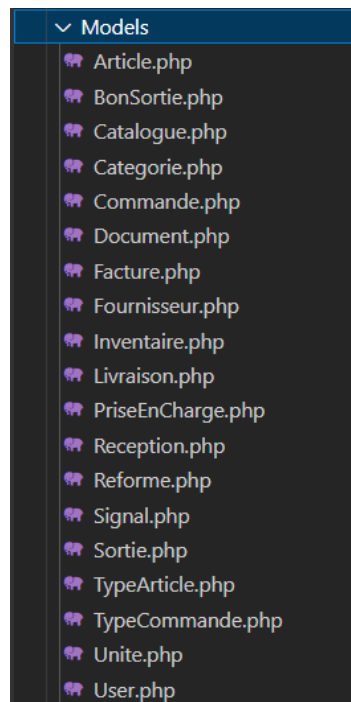 Models
Article.php
BonSortie.php
Catalogue.php
Categorie.php
Commande.php
Document.php
Facture.php
Fournisseur.php
Inventaire.php
Livraison.php
PriseEnCharge.php
Reception.php
Reforme.php
Signal.php
Sortie.php
TypeArticle.php
TypeCommande.php
Unite.php
User.php